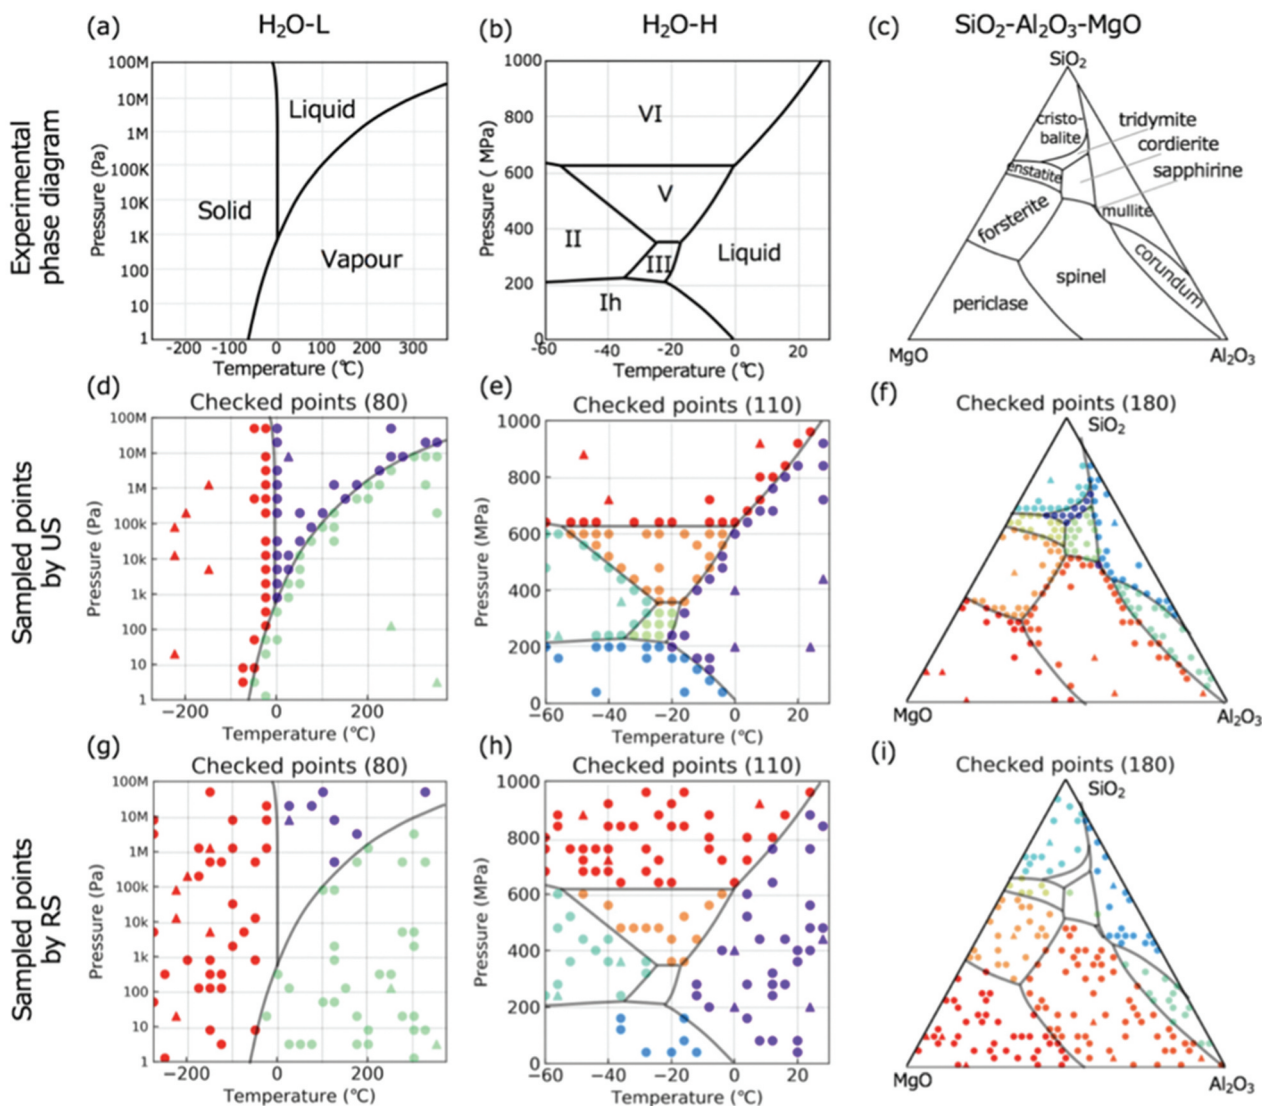 (a) H₂O-L
(b) H₂O-H
(c) SiO₂-Al₂O₃-MgO
Experimental
phase diagram
Pressure (Pa)
100M
10M
1M
100K
10K
1K
100
10
1
Liquid
Solid
Vapour
-200 -100 0 100 200 300
Temperature (℃)
Pressure ( MPa)
1000
800
600
400
200
0
VI
V
II
III
Liquid
Ih
-60 -40 -20 0 20
Temperature (℃)
SiO₂
cristo-
balite
tridymite
cordierite
sapphirine
enstatite
forsterite
mullite
corundum
spinel
periclase
MgO
Al₂O₃
Sampled points
by US
(d)
Checked points (80)
Pressure (Pa)
100M
10M
1M
100k
10k
1k
100
10
1
−200 0 200
Temperature (℃)
(e)
Checked points (110)
Pressure (MPa)
1000
800
600
400
200
0
−60 −40 −20 0 20
Temperature (℃)
(f)
Checked points (180)
SiO₂
MgO
Al₂O₃
Sampled points
by RS
(g)
Checked points (80)
Pressure (Pa)
100M
10M
1M
100k
10k
1k
100
10
1
−200 0 200
Temperature (℃)
(h)
Checked points (110)
Pressure (MPa)
1000
800
600
400
200
0
−60 −40 −20 0 20
Temperature (℃)
(i)
Checked points (180)
SiO₂
MgO
Al₂O₃